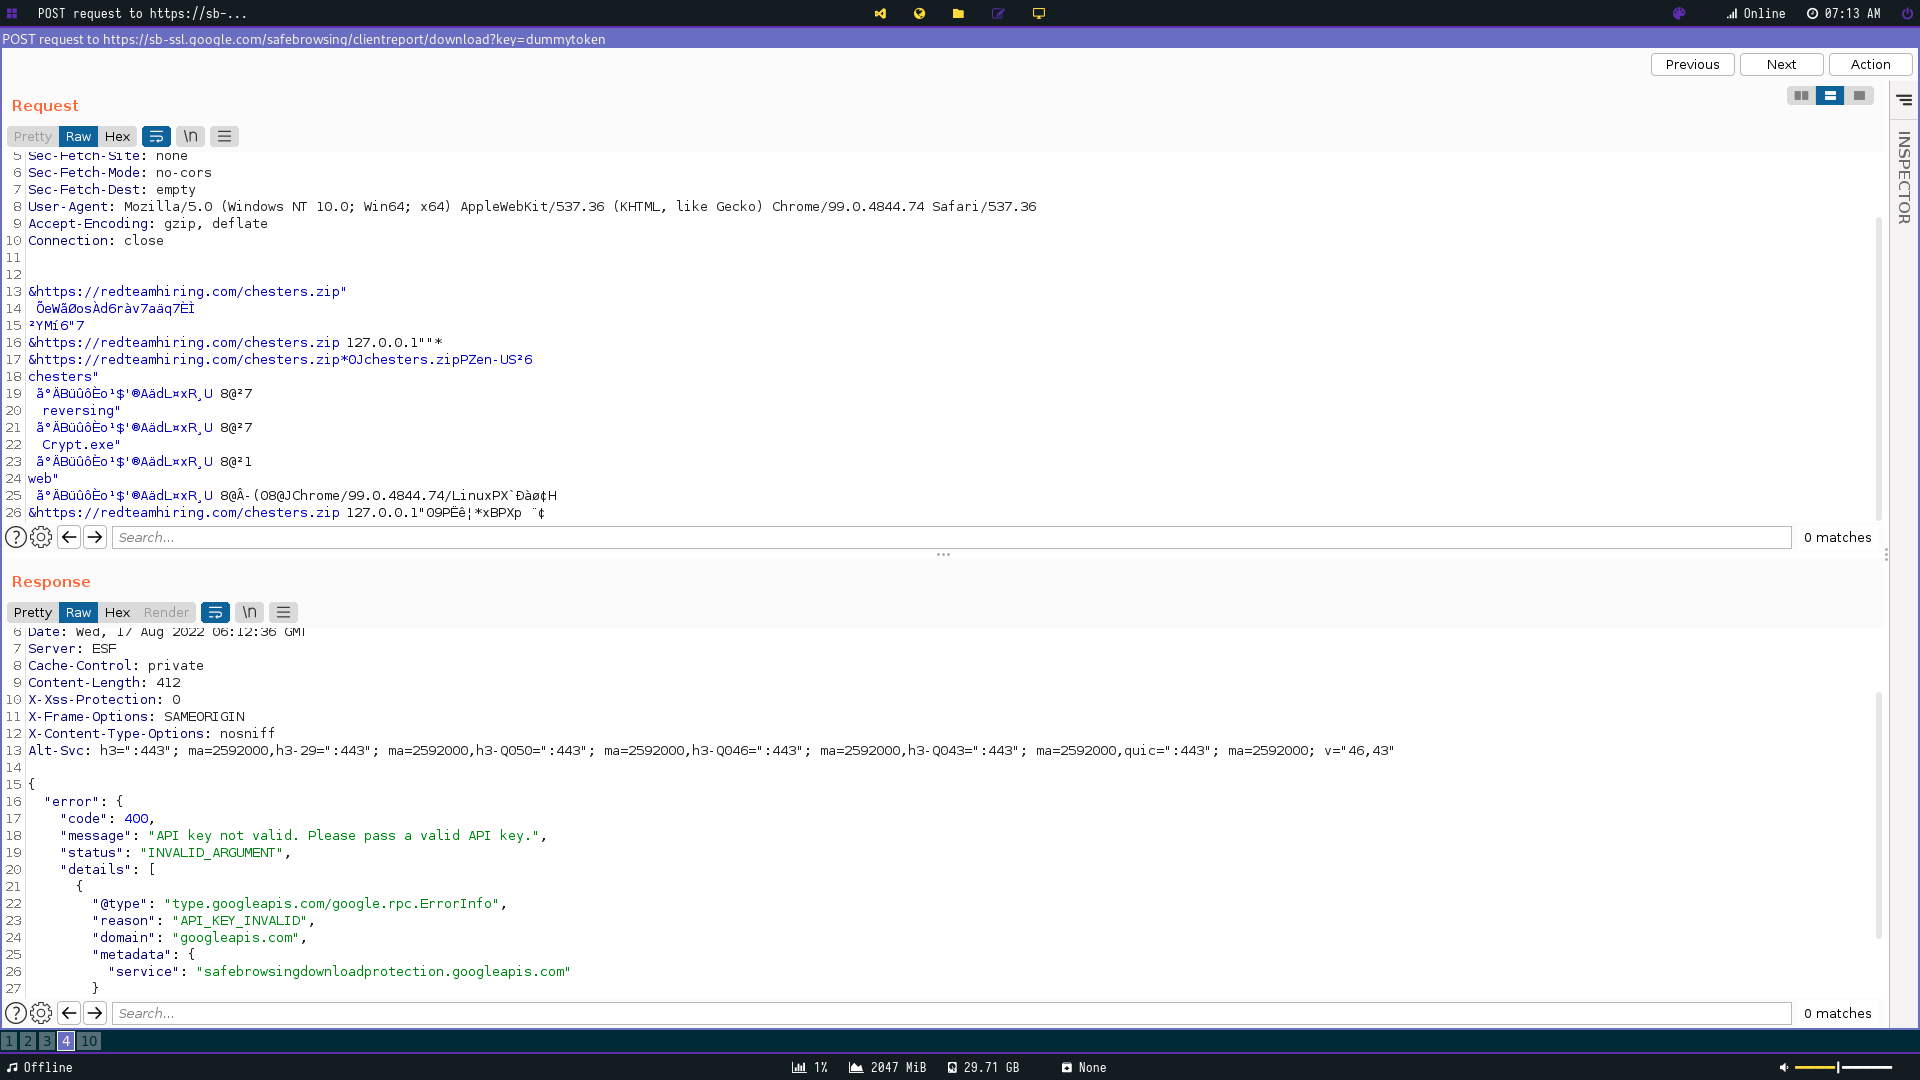 POST request to https://sb-...
Online
07:13 AM
POST request to https://sb-ssl.google.com/safebrowsing/clientreport/download?key=dummytoken
Previous
Next
Action
Request
Pretty
Raw
Hex
\n
INSPECTOR
5 Sec-Fetch-Site: none
6 Sec-Fetch-Mode: no-cors
7 Sec-Fetch-Dest: empty
8 User-Agent: Mozilla/5.0 (Windows NT 10.0; Win64; x64) AppleWebKit/537.36 (KHTML, like Gecko) Chrome/99.0.4844.74 Safari/537.36
9 Accept-Encoding: gzip, deflate
10 Connection: close
11
12
13 &https://redteamhiring.com/chesters.zip"
14 ÕeWãØosÀd6ràv7aäq7ÈÌ
15 ²YMí6"7
16 &https://redteamhiring.com/chesters.zip 127.0.0.1""*
17 &https://redteamhiring.com/chesters.zip*0Jchesters.zipPZen-US²6
18 chesters"
19 ã°ÄBüûôÈo¹$'®AädL¤xR¸U 8@²7
20 reversing"
21 ã°ÄBüûôÈo¹$'®AädL¤xR¸U 8@²7
22 Crypt.exe"
23 ã°ÄBüûôÈo¹$'®AädL¤xR¸U 8@²1
24 web"
25 ã°ÄBüûôÈo¹$'®AädL¤xR¸U 8@Â-(08@JChrome/99.0.4844.74/LinuxPX`Ðàø¢H
26 &https://redteamhiring.com/chesters.zip 127.0.0.1"09PËê¦*xBPXp ¨¢
Search...
0 matches
Response
Pretty
Raw
Hex
Render
\n
6 Date: Wed, 17 Aug 2022 06:12:36 GMT
7 Server: ESF
8 Cache-Control: private
9 Content-Length: 412
10 X-Xss-Protection: 0
11 X-Frame-Options: SAMEORIGIN
12 X-Content-Type-Options: nosniff
13 Alt-Svc: h3=":443"; ma=2592000,h3-29=":443"; ma=2592000,h3-Q050=":443"; ma=2592000,h3-Q046=":443"; ma=2592000,h3-Q043=":443"; ma=2592000,quic=":443"; ma=2592000; v="46,43"
14
15 {
16 "error": {
17 "code": 400,
18 "message": "API key not valid. Please pass a valid API key.",
19 "status": "INVALID_ARGUMENT",
20 "details": [
21 {
22 "@type": "type.googleapis.com/google.rpc.ErrorInfo",
23 "reason": "API_KEY_INVALID",
24 "domain": "googleapis.com",
25 "metadata": {
26 "service": "safebrowsingdownloadprotection.googleapis.com"
27 }
Search...
0 matches
1 2 3 4 10
Offline
1%
2047 MiB
29.71 GB
None